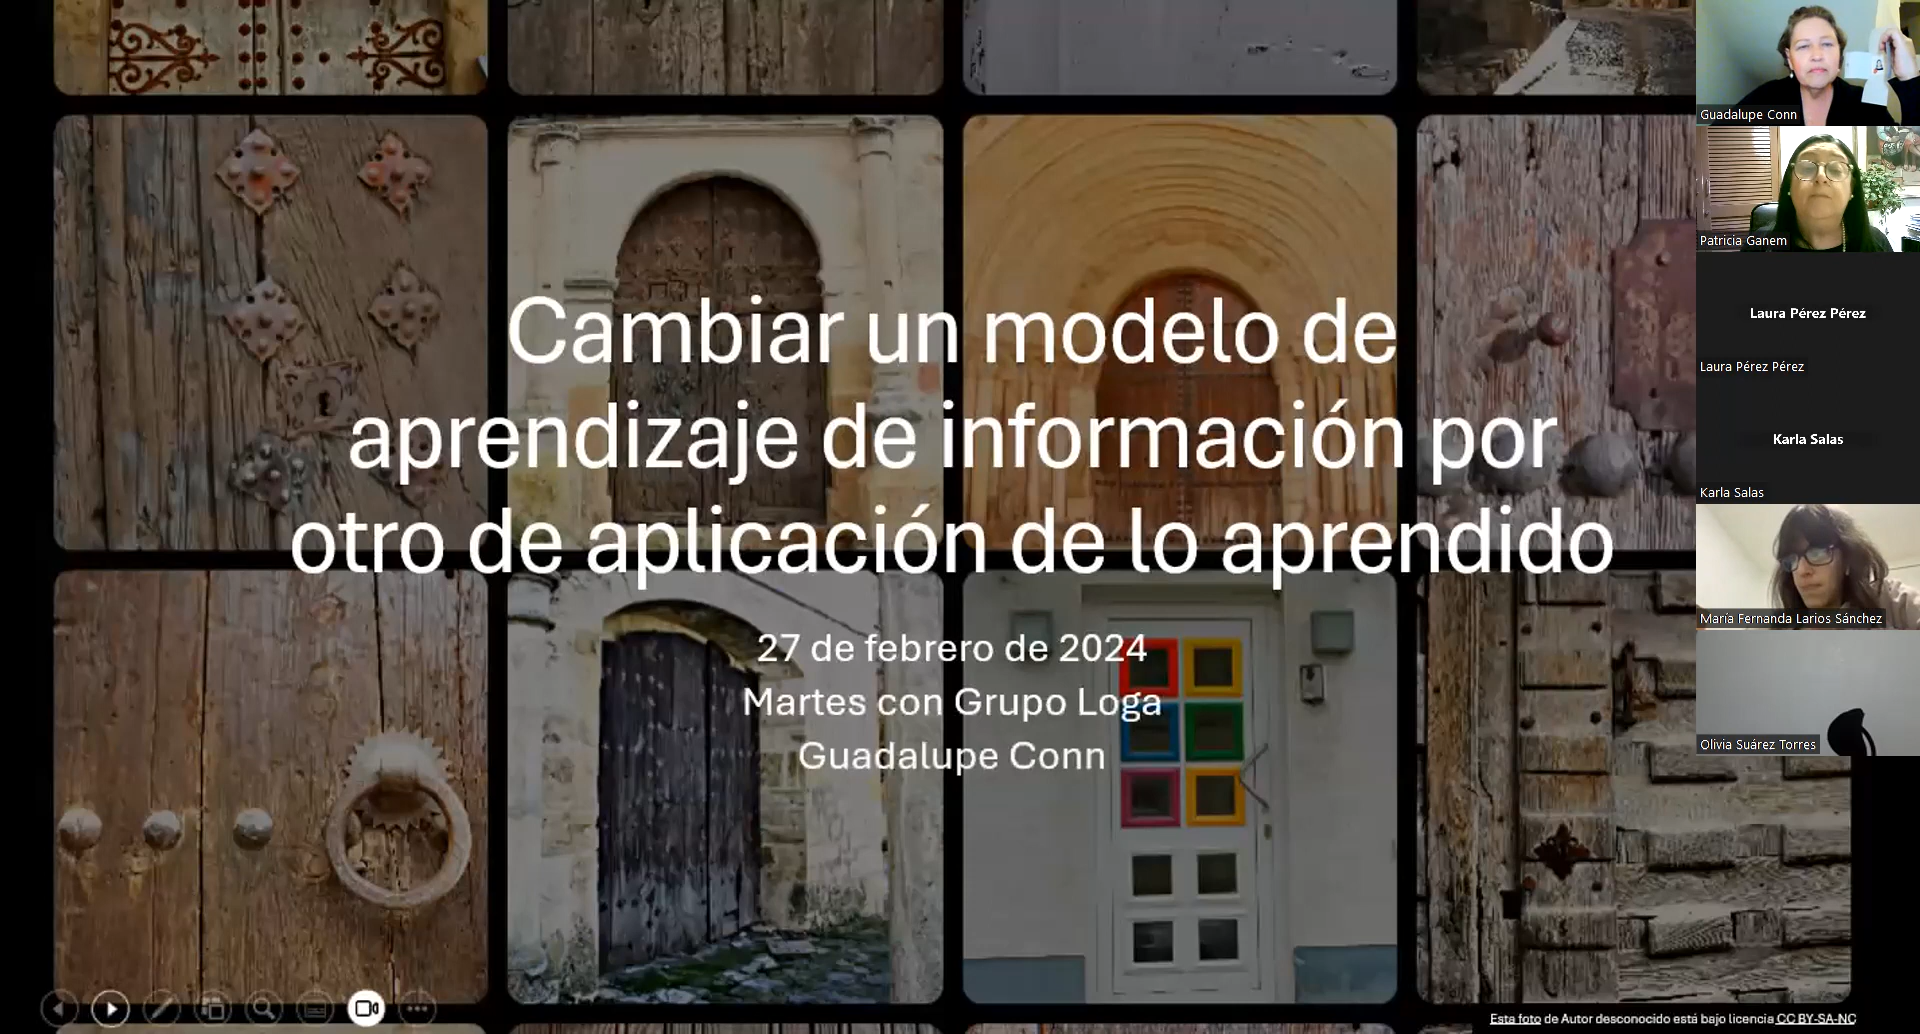 Cambiar un modelo de
aprendizaje de información por
otro de aplicación de lo aprendido
27 de febrero de 2024
Martes con Grupo Loga
Guadalupe Conn
Guadalupe Conn
Patricia Ganem
Laura Pérez Pérez
Laura Pérez Pérez
Karla Salas
Karla Salas
María Fernanda Larios Sánchez
Olivia Suárez Torres
Esta foto de Autor desconocido está bajo licencia CC BY-SA-NC